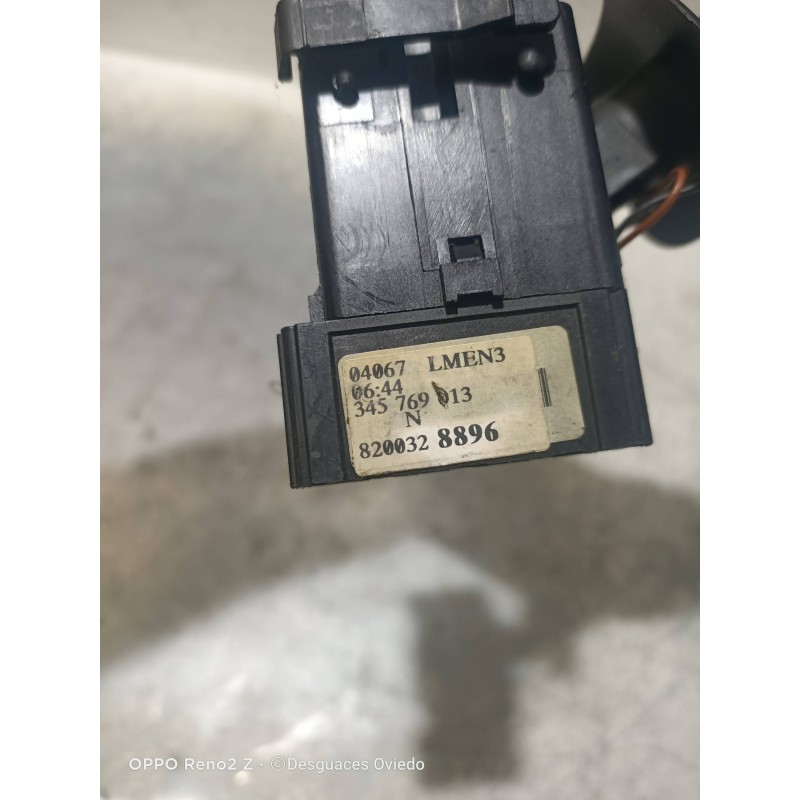 04067 LMEN3
06:44
345 769 013
N
820032 8896
OPPO Reno2 Z · ©Desguaces Oviedo